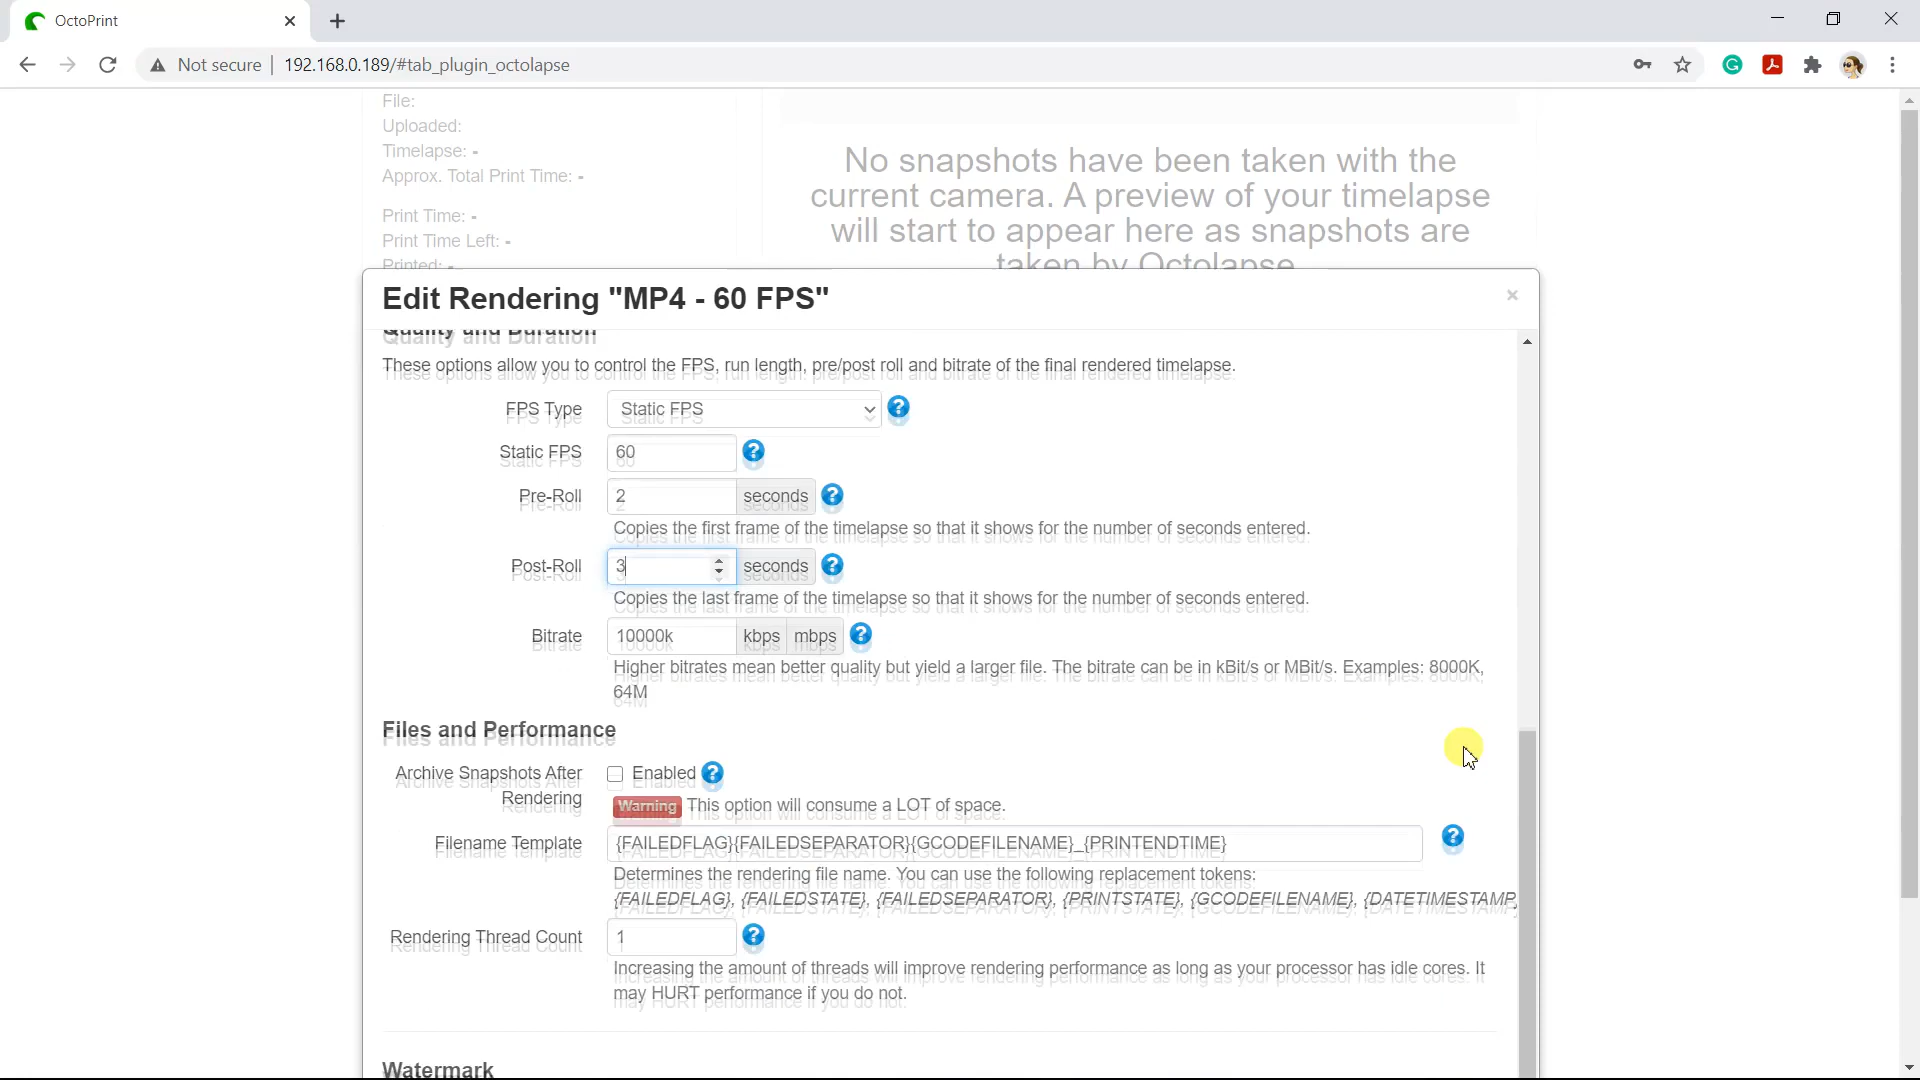 OctoPrint
Not secure
192.168.0.189/#tab_plugin_octolapse
File:
Uploaded:
Timelapse: -
Approx. Total Print Time: -
Print Time: -
Print Time Left: -
Printed: -
No snapshots have been taken with the
current camera. A preview of your timelapse
will start to appear here as snapshots are
taken by Octolapse
Edit Rendering "MP4 - 60 FPS"
Quality and Duration
These options allow you to control the FPS, run length, pre/post roll and bitrate of the final rendered timelapse.
FPS Type Static FPS
Static FPS 60
Pre-Roll 2 seconds
Copies the first frame of the timelapse so that it shows for the number of seconds entered.
Post-Roll 3 seconds
Copies the last frame of the timelapse so that it shows for the number of seconds entered.
Bitrate 10000k kbps mbps
Higher bitrates mean better quality but yield a larger file. The bitrate can be in kBit/s or MBit/s. Examples: 8000K,
64M
Files and Performance
Archive Snapshots After Enabled
Rendering
Warning This option will consume a LOT of space.
Filename Template {FAILEDFLAG}{FAILEDSEPARATOR}{GCODEFILENAME}_{PRINTENDTIME}
Determines the rendering file name. You can use the following replacement tokens:
{FAILEDFLAG}, {FAILEDSTATE}, {FAILEDSEPARATOR}, {PRINTSTATE}, {GCODEFILENAME}, {DATETIMESTAMP
Rendering Thread Count 1
Increasing the amount of threads will improve rendering performance as long as your processor has idle cores. It
may HURT performance if you do not.
Watermark